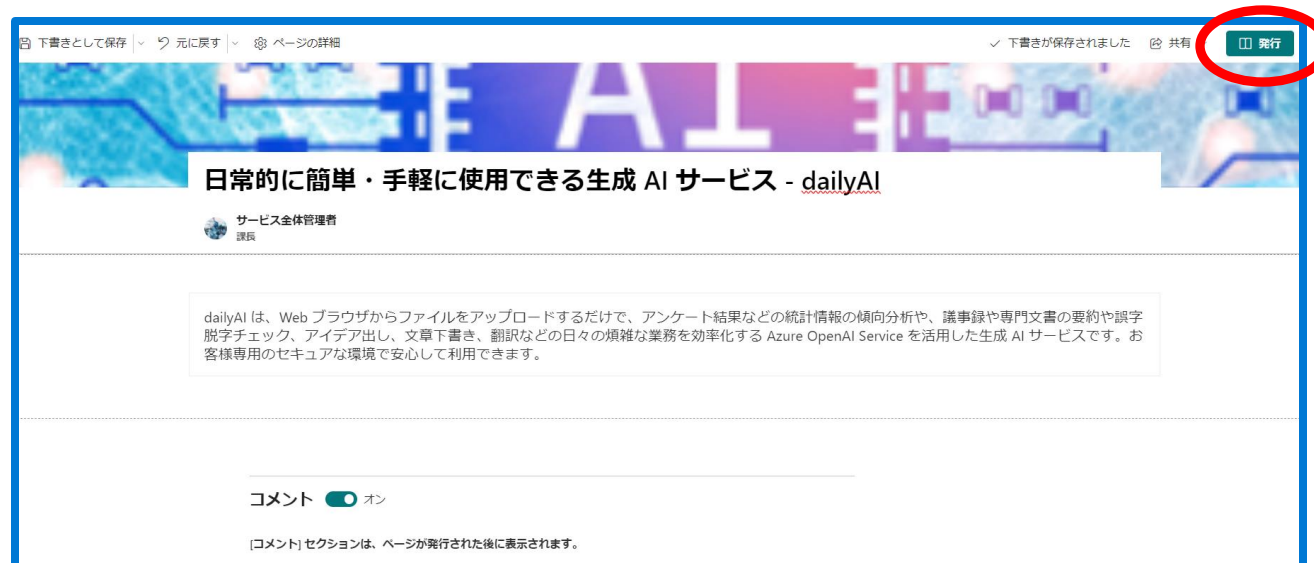 下書きとして保存 元に戻す ページの詳細 下書きが保存されました 共有 発行
AI
日常的に簡単・手軽に使用できる生成 AI サービス - dailyAI
サービス全体管理者
課長
dailyAI は、Web ブラウザからファイルをアップロードするだけで、アンケート結果などの統計情報の傾向分析や、議事録や専門文書の要約や誤字
脱字チェック、アイデア出し、文章下書き、翻訳などの日々の煩雑な業務を効率化する Azure OpenAI Service を活用した生成 AI サービスです。お
客様専用のセキュアな環境で安心して利用できます。
コメント オン
[コメント] セクションは、ページが発行された後に表示されます。